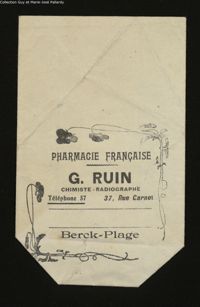 Collection Guy et Marie-José Pallardy
PHARMACIE FRANÇAISE
G. RUIN
CHIMISTE-RADIOGRAPHE
Téléphone 57 37, Rue Carnot
Berck-Plage